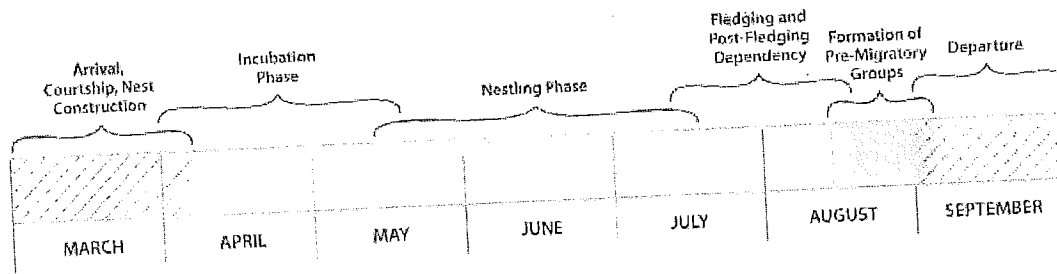 Arrival,
Courtship, Nest
Construction
Incubation
Phase
Nestling Phase
Fledging and
Post-Fledging
Dependency
Formation of
Pre-Migratory
Groups
Departure
MARCH
APRIL
MAY
JUNE
JULY
AUGUST
SEPTEMBER